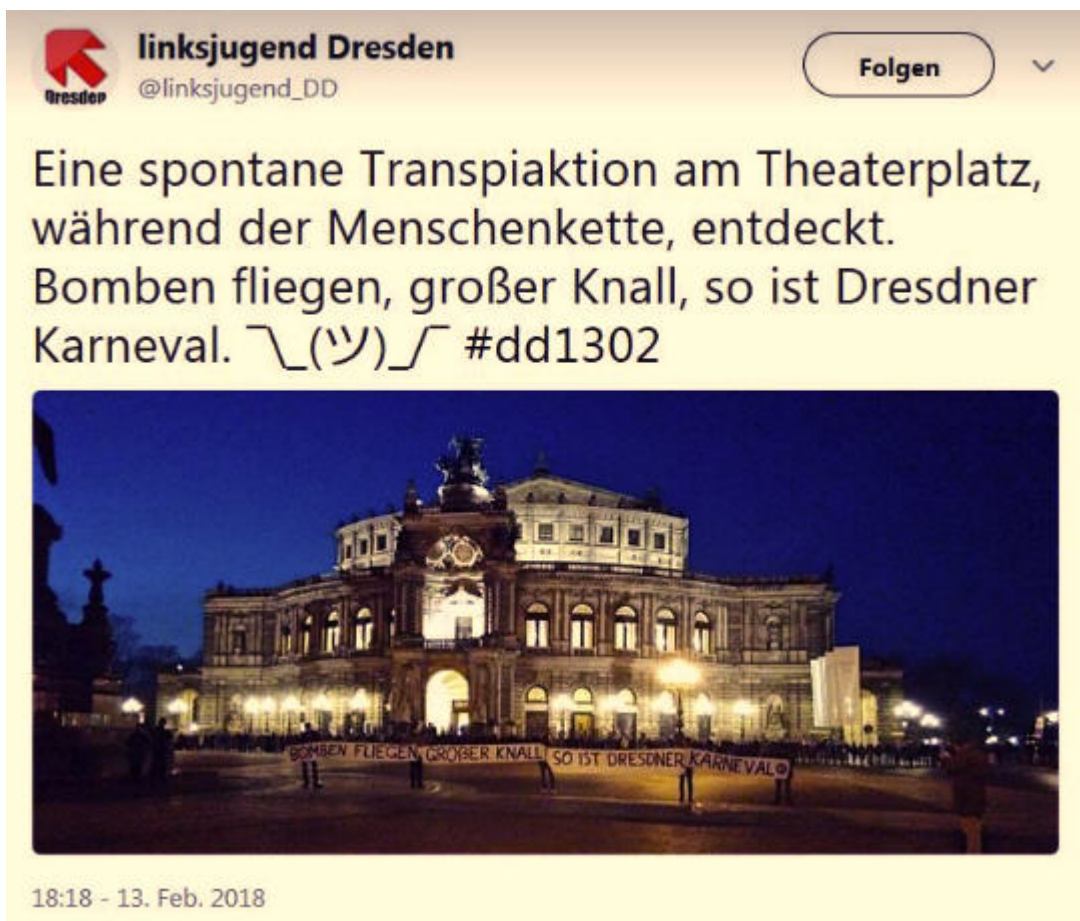 linksjugend Dresden
@linksjugend_DD
Folgen
Dresden
Eine spontane Transpiaktion am Theaterplatz,
während der Menschenkette, entdeckt.
Bomben fliegen, großer Knall, so ist Dresdner
Karneval. ¯\_(ツ)_/¯ #dd1302
BOMBEN FLIEGEN GROßER KNALL SO IST DRESDNER KARNEVAL
18:18 - 13. Feb. 2018